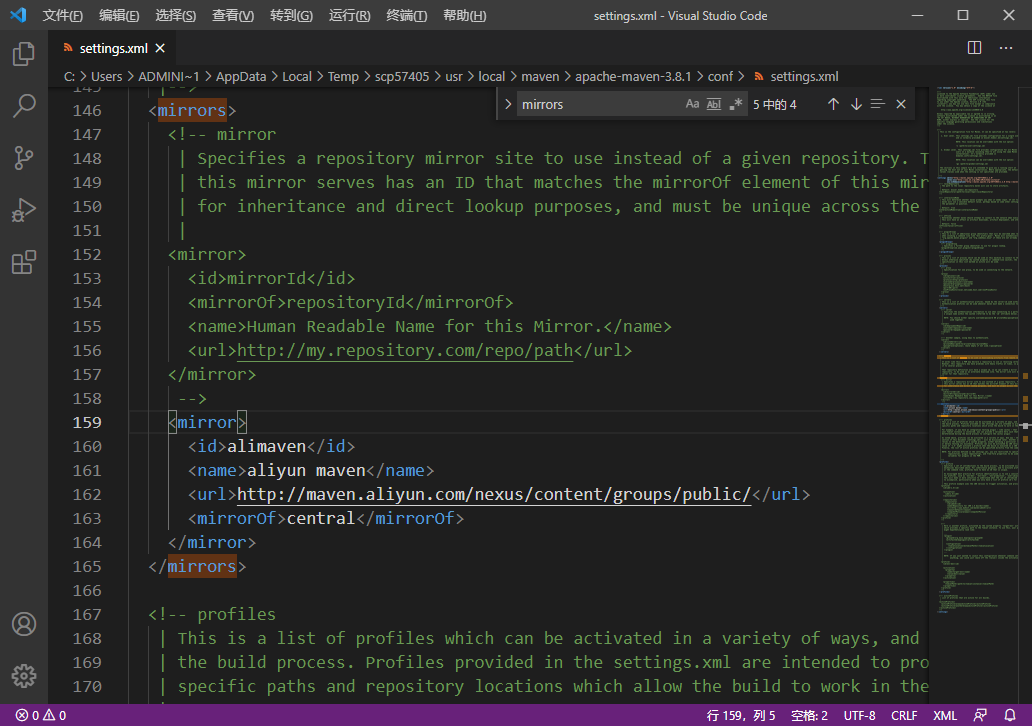 文件(F) 编辑(E) 选择(S) 查看(V) 转到(G) 运行(R) 终端(T) 帮助(H) settings.xml - Visual Studio Code
settings.xml
C: > Users > ADMINI~1 > AppData > Local > Temp > scp57405 > usr > local > maven > apache-maven-3.8.1 > conf > settings.xml
mirrors Aa Abl .* 5 中的 4
145 |-->
146 <mirrors>
147 <!-- mirror
148 | Specifies a repository mirror site to use instead of a given repository. T
149 | this mirror serves has an ID that matches the mirrorOf element of this mir
150 | for inheritance and direct lookup purposes, and must be unique across the
151 |
152 <mirror>
153 <id>mirrorId</id>
154 <mirrorOf>repositoryId</mirrorOf>
155 <name>Human Readable Name for this Mirror.</name>
156 <url>http://my.repository.com/repo/path</url>
157 </mirror>
158 -->
159 <mirror>
160 <id>alimaven</id>
161 <name>aliyun maven</name>
162 <url>http://maven.aliyun.com/nexus/content/groups/public/</url>
163 <mirrorOf>central</mirrorOf>
164 </mirror>
165 </mirrors>
166
167 <!-- profiles
168 | This is a list of profiles which can be activated in a variety of ways, and
169 | the build process. Profiles provided in the settings.xml are intended to pro
170 | specific paths and repository locations which allow the build to work in the
0 0 行 159，列 5 空格: 2 UTF-8 CRLF XML